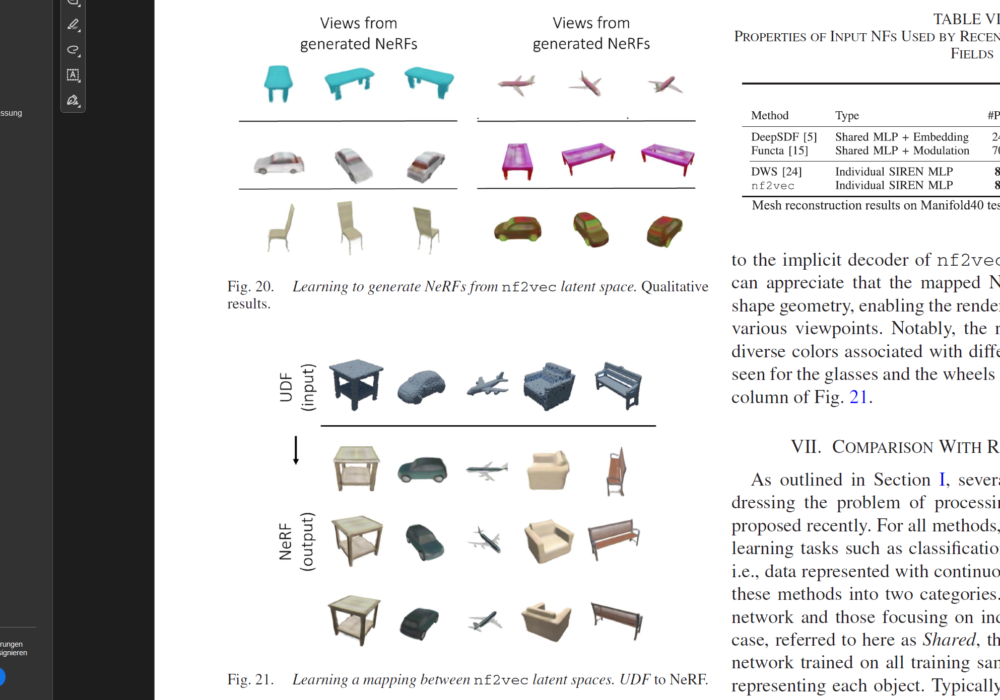 ssung
rungen
signieren
Views from
generated NeRFs
Views from
generated NeRFs
Fig. 20. Learning to generate NeRFs from nf2vec latent space. Qualitative
results.
UDF
(input)
NeRF
(output)
Fig. 21. Learning a mapping between nf2vec latent spaces. UDF to NeRF.
TABLE VI
PROPERTIES OF INPUT NFS USED BY RECEN
FIELDS
Method Type #P
DeepSDF [5] Shared MLP + Embedding 24
Functa [15] Shared MLP + Modulation 70
DWS [24] Individual SIREN MLP 8
nf2vec Individual SIREN MLP 8
Mesh reconstruction results on Manifold40 tes
to the implicit decoder of nf2vec
can appreciate that the mapped N
shape geometry, enabling the render
various viewpoints. Notably, the r
diverse colors associated with diffe
seen for the glasses and the wheels
column of Fig. 21.
VII. COMPARISON WITH R
As outlined in Section I, severa
dressing the problem of processin
proposed recently. For all methods,
learning tasks such as classification
i.e., data represented with continuo
these methods into two categories.
network and those focusing on ind
case, referred to here as Shared, th
network trained on all training sam
representing each object. Typically